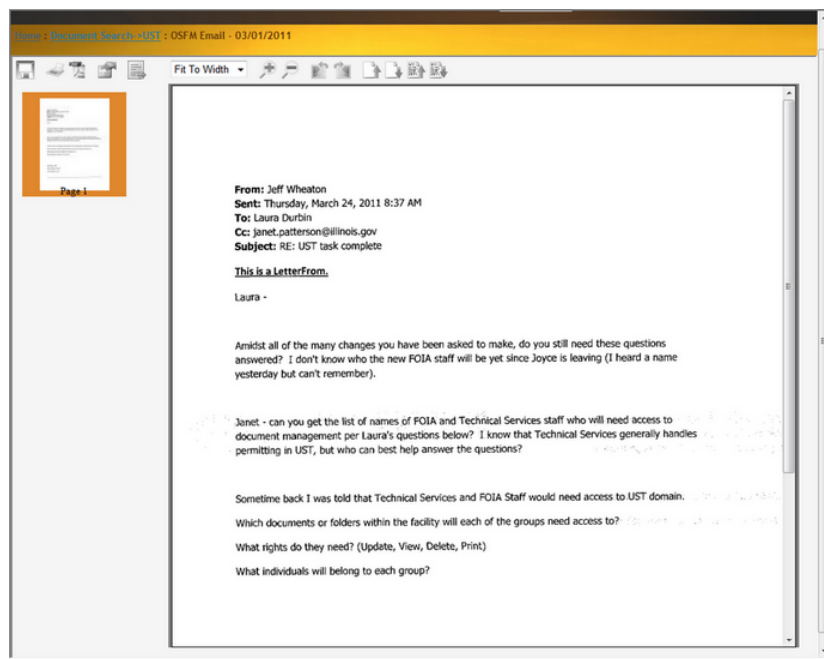 Home : Document Search->UST : OSFM Email - 03/01/2011
Fit To Width
Page 1
From: Jeff Wheaton
Sent: Thursday, March 24, 2011 8:37 AM
To: Laura Durbin
Cc: janet.patterson@illinois.gov
Subject: RE: UST task complete
This is a LetterFrom.
Laura -
Amidst all of the many changes you have been asked to make, do you still need these questions
answered? I don't know who the new FOIA staff will be yet since Joyce is leaving (I heard a name
yesterday but can't remember).
Janet - can you get the list of names of FOIA and Technical Services staff who will need access to
document management per Laura's questions below? I know that Technical Services generally handles
permitting in UST, but who can best help answer the questions?
Sometime back I was told that Technical Services and FOIA Staff would need access to UST domain.
Which documents or folders within the facility will each of the groups need access to?
What rights do they need? (Update, View, Delete, Print)
What individuals will belong to each group?